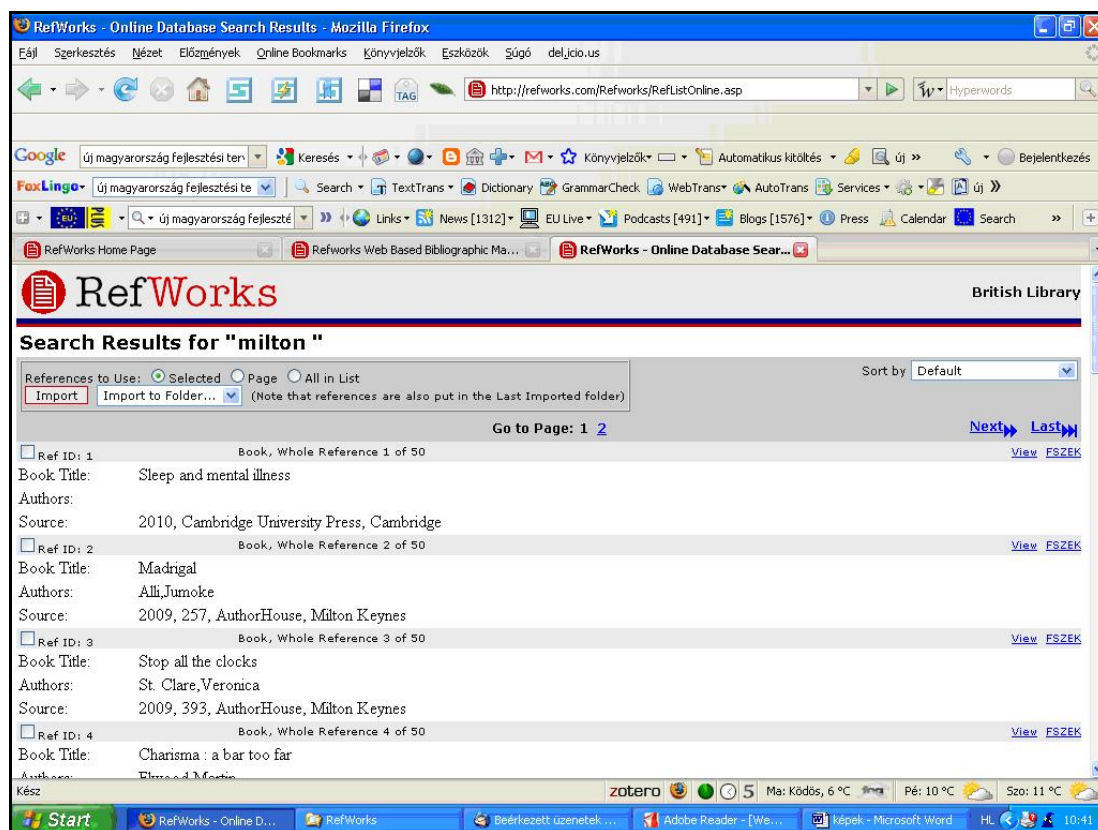 RefWorks - Online Database Search Results - Mozilla Firefox
Fájl Szerkesztés Nézet Előzmények Online Bookmarks Könyvjelzők Eszközök Súgó del.icio.us
TAG http://refworks.com/Refworks/RefListOnline.asp Hyperwords
Google új magyarország fejlesztési terv Keresés Könyvjelzők Automatikus kitöltés új » Bejelentkezés
FoxLingo új magyarország fejlesztési te Search TextTrans Dictionary GrammarCheck WebTrans AutoTrans Services új »
EU új magyarország fejleszté » Links News [1312] EU Live Podcasts [491] Blogs [1576] Press Calendar Search »
RefWorks Home Page Refworks Web Based Bibliographic Ma... RefWorks - Online Database Sear...
RefWorks British Library
Search Results for "milton "
References to Use: Selected Page All in List Sort by Default
Import Import to Folder... (Note that references are also put in the Last Imported folder)
Go to Page: 1 2 Next Last
Ref ID: 1 Book, Whole Reference 1 of 50 View FSZEK
Book Title: Sleep and mental illness
Authors:
Source: 2010, Cambridge University Press, Cambridge
Ref ID: 2 Book, Whole Reference 2 of 50 View FSZEK
Book Title: Madrigal
Authors: Alli,Jumoke
Source: 2009, 257, AuthorHouse, Milton Keynes
Ref ID: 3 Book, Whole Reference 3 of 50 View FSZEK
Book Title: Stop all the clocks
Authors: St. Clare,Veronica
Source: 2009, 393, AuthorHouse, Milton Keynes
Ref ID: 4 Book, Whole Reference 4 of 50 View FSZEK
Book Title: Charisma : a bar too far
Authors: Elwood,Martin
Kész zotero 5 Ma: Ködös, 6 °C Pé: 10 °C Szo: 11 °C
Start RefWorks - Online D... RefWorks Beérkezett üzenetek ... Adobe Reader - [We... képek - Microsoft Word HL 10:41